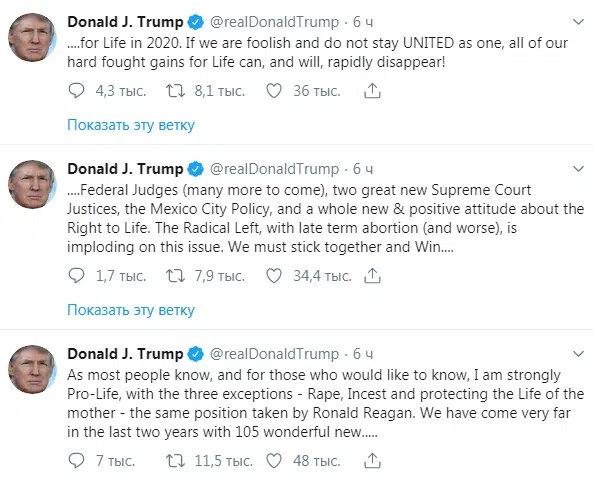 Donald J. Trump @realDonaldTrump · 6 ч
....for Life in 2020. If we are foolish and do not stay UNITED as one, all of our
hard fought gains for Life can, and will, rapidly disappear!
4,3 тыс. 8,1 тыс. 36 тыс.
Показать эту ветку
Donald J. Trump @realDonaldTrump · 6 ч
....Federal Judges (many more to come), two great new Supreme Court
Justices, the Mexico City Policy, and a whole new & positive attitude about the
Right to Life. The Radical Left, with late term abortion (and worse), is
imploding on this issue. We must stick together and Win....
1,7 тыс. 7,9 тыс. 34,4 тыс.
Показать эту ветку
Donald J. Trump @realDonaldTrump · 6 ч
As most people know, and for those who would like to know, I am strongly
Pro-Life, with the three exceptions - Rape, Incest and protecting the Life of the
mother - the same position taken by Ronald Reagan. We have come very far
in the last two years with 105 wonderful new.....
7 тыс. 11,5 тыс. 48 тыс.